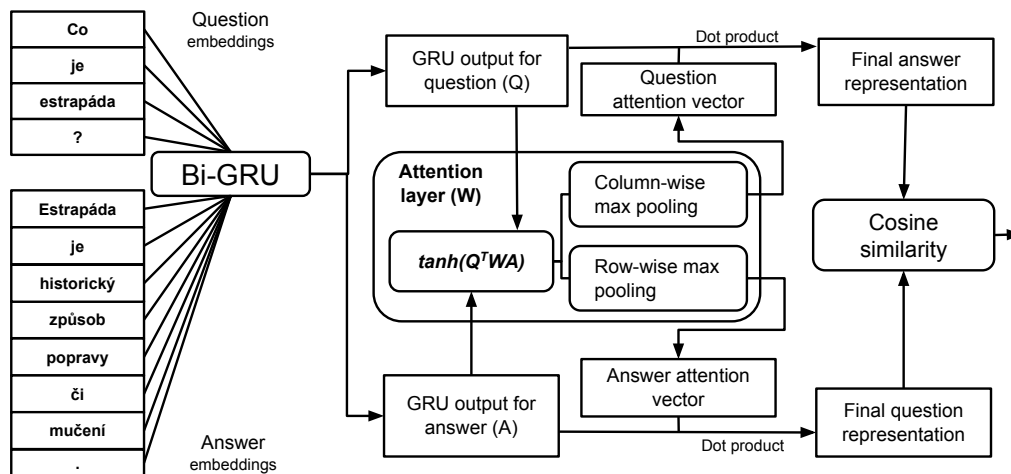 Co
je
estrapáda
?
Question
embeddings
Bi-GRU
Estrapáda
je
historický
způsob
popravy
či
mučení
.
Answer
embeddings
GRU output for
question (Q)
Dot product
Question
attention vector
Final answer
representation
Attention
layer (W)
Column-wise
max pooling
tanh(QᵀWA)
Row-wise max
pooling
Cosine
similarity
Answer attention
vector
GRU output for
answer (A)
Dot product
Final question
representation